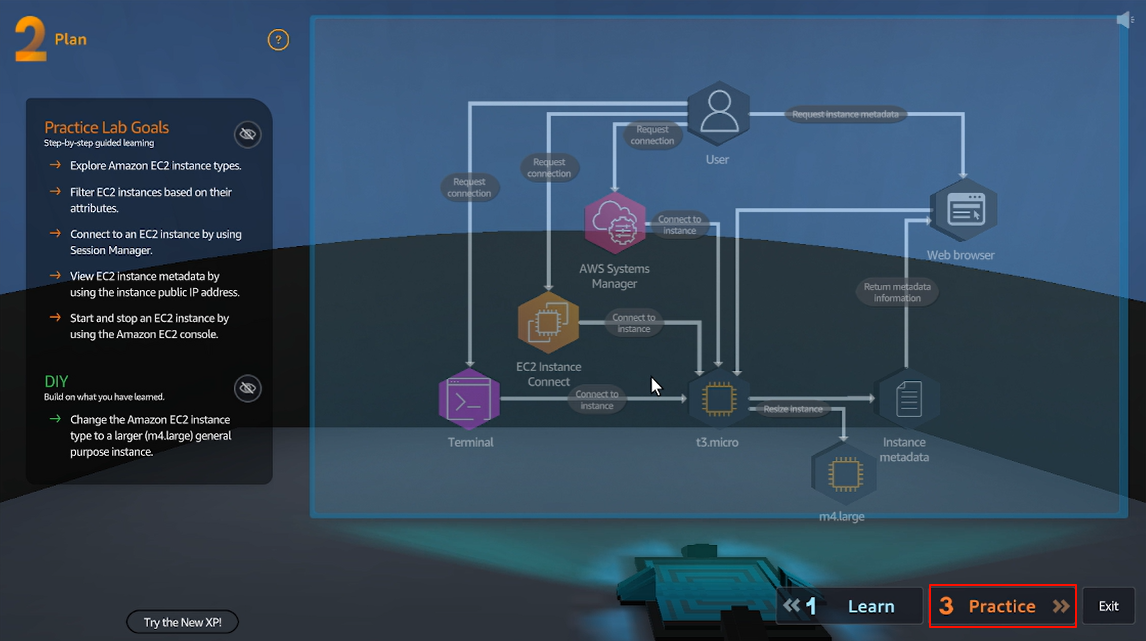 2 Plan
?
Practice Lab Goals
Step-by-step guided learning
Explore Amazon EC2 instance types.
Filter EC2 instances based on their
attributes.
Connect to an EC2 instance by using
Session Manager.
View EC2 instance metadata by
using the instance public IP address.
Start and stop an EC2 instance by
using the Amazon EC2 console.
DIY
Build on what you have learned.
Change the Amazon EC2 instance
type to a larger (m4.large) general
purpose instance.
User
Request instance metadata
Request
connection
Request
connection
Request
connection
Connect to
instance
AWS Systems
Manager
Web browser
Return metadata
information
Connect to
instance
EC2 Instance
Connect
Connect to
instance
Resize instance
Terminal
t3.micro
Instance
metadata
m4.large
Try the New XP!
1 Learn
3 Practice
Exit